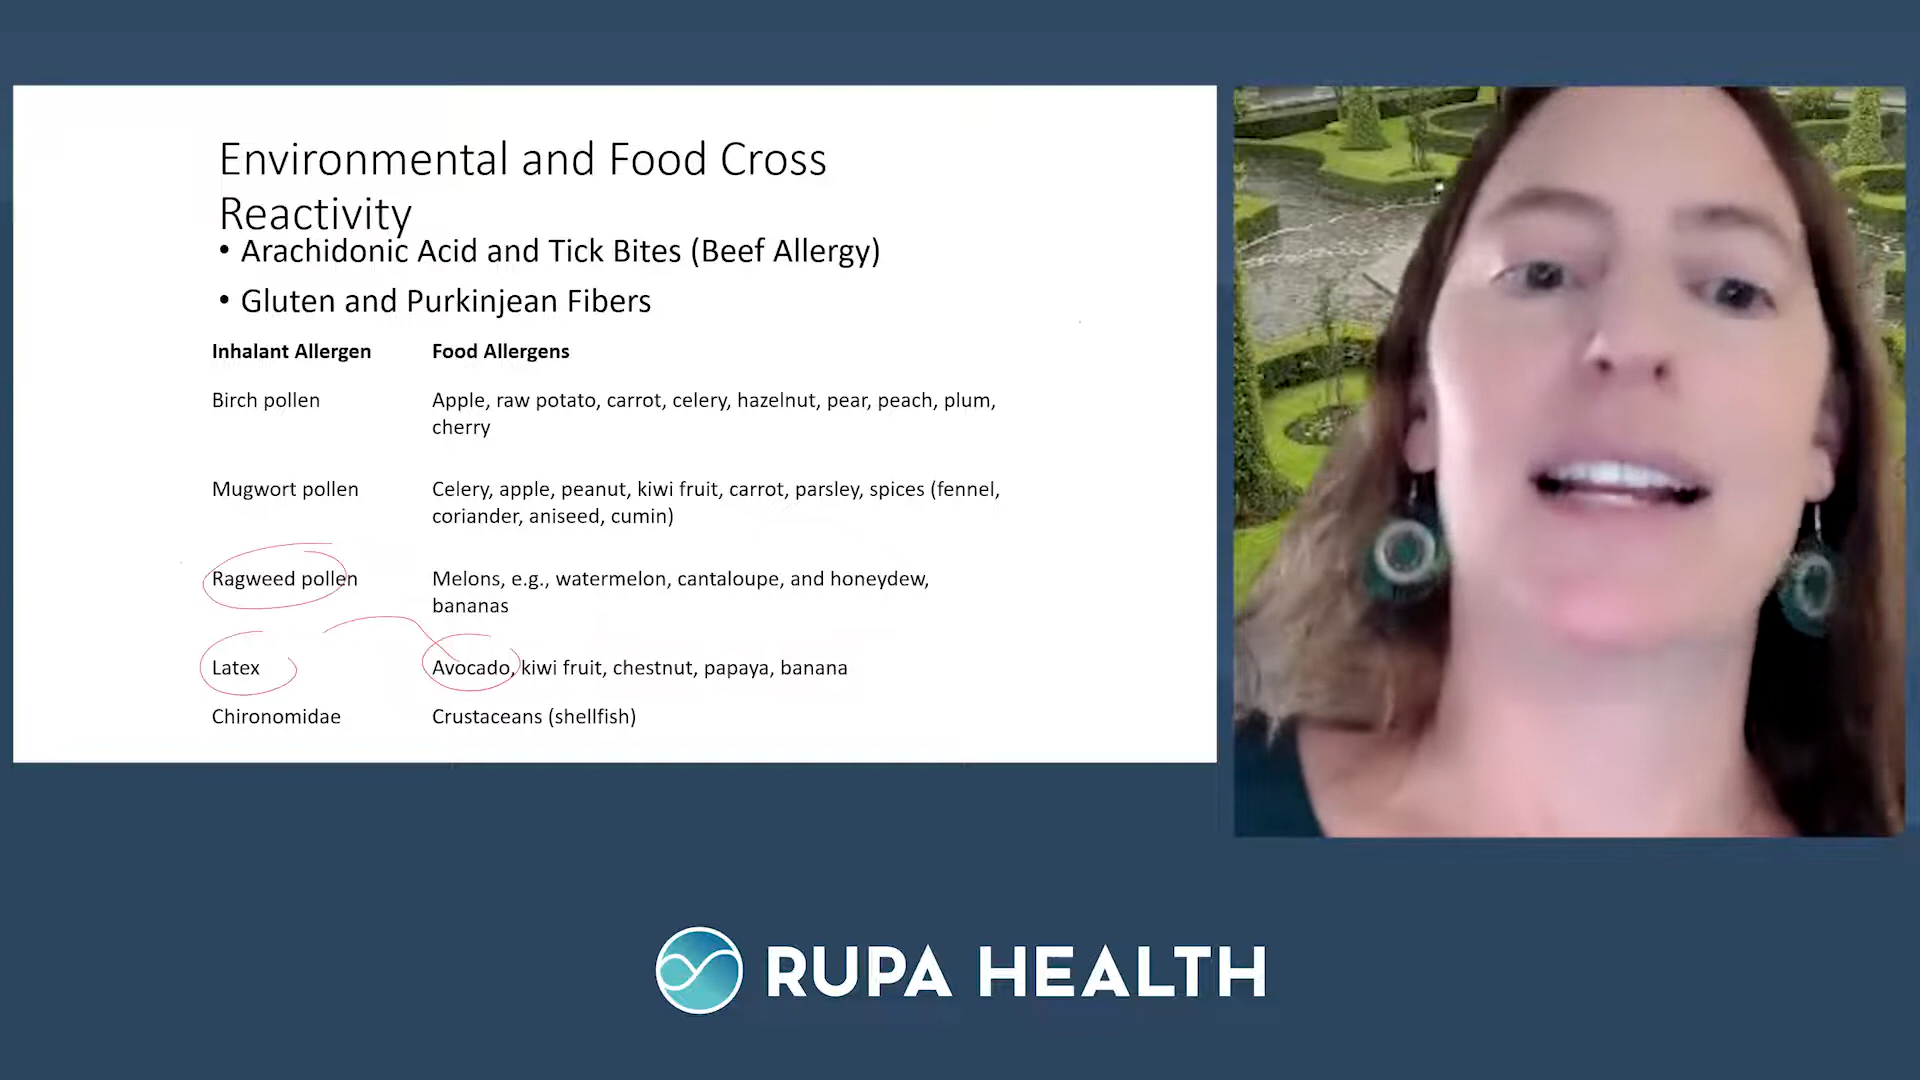 Environmental and Food Cross
Reactivity
• Arachidonic Acid and Tick Bites (Beef Allergy)
• Gluten and Purkinjean Fibers
Inhalant Allergen Food Allergens
Birch pollen Apple, raw potato, carrot, celery, hazelnut, pear, peach, plum,
cherry
Mugwort pollen Celery, apple, peanut, kiwi fruit, carrot, parsley, spices (fennel,
coriander, aniseed, cumin)
Ragweed pollen Melons, e.g., watermelon, cantaloupe, and honeydew,
bananas
Latex Avocado, kiwi fruit, chestnut, papaya, banana
Chironomidae Crustaceans (shellfish)
RUPA HEALTH